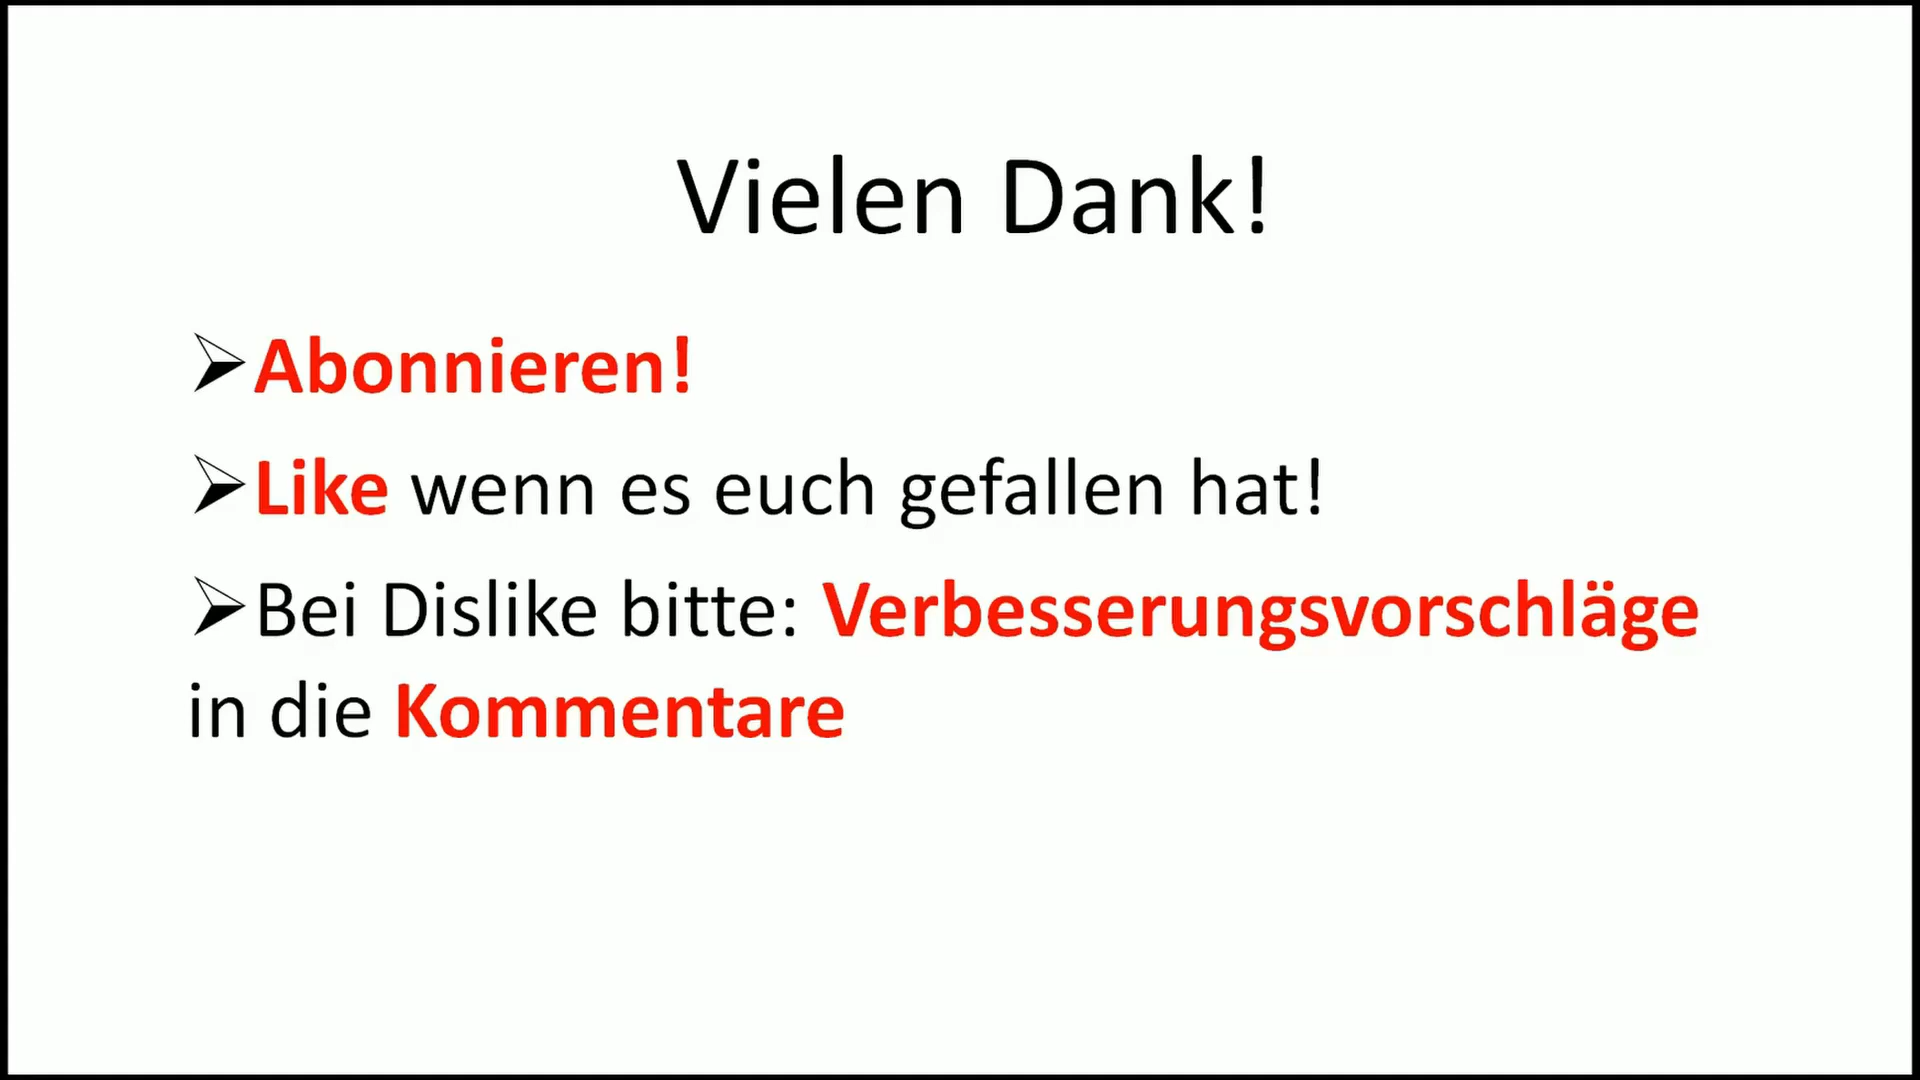 Vielen Dank!
➢Abonnieren!
➢Like wenn es euch gefallen hat!
➢Bei Dislike bitte: Verbesserungsvorschläge
in die Kommentare